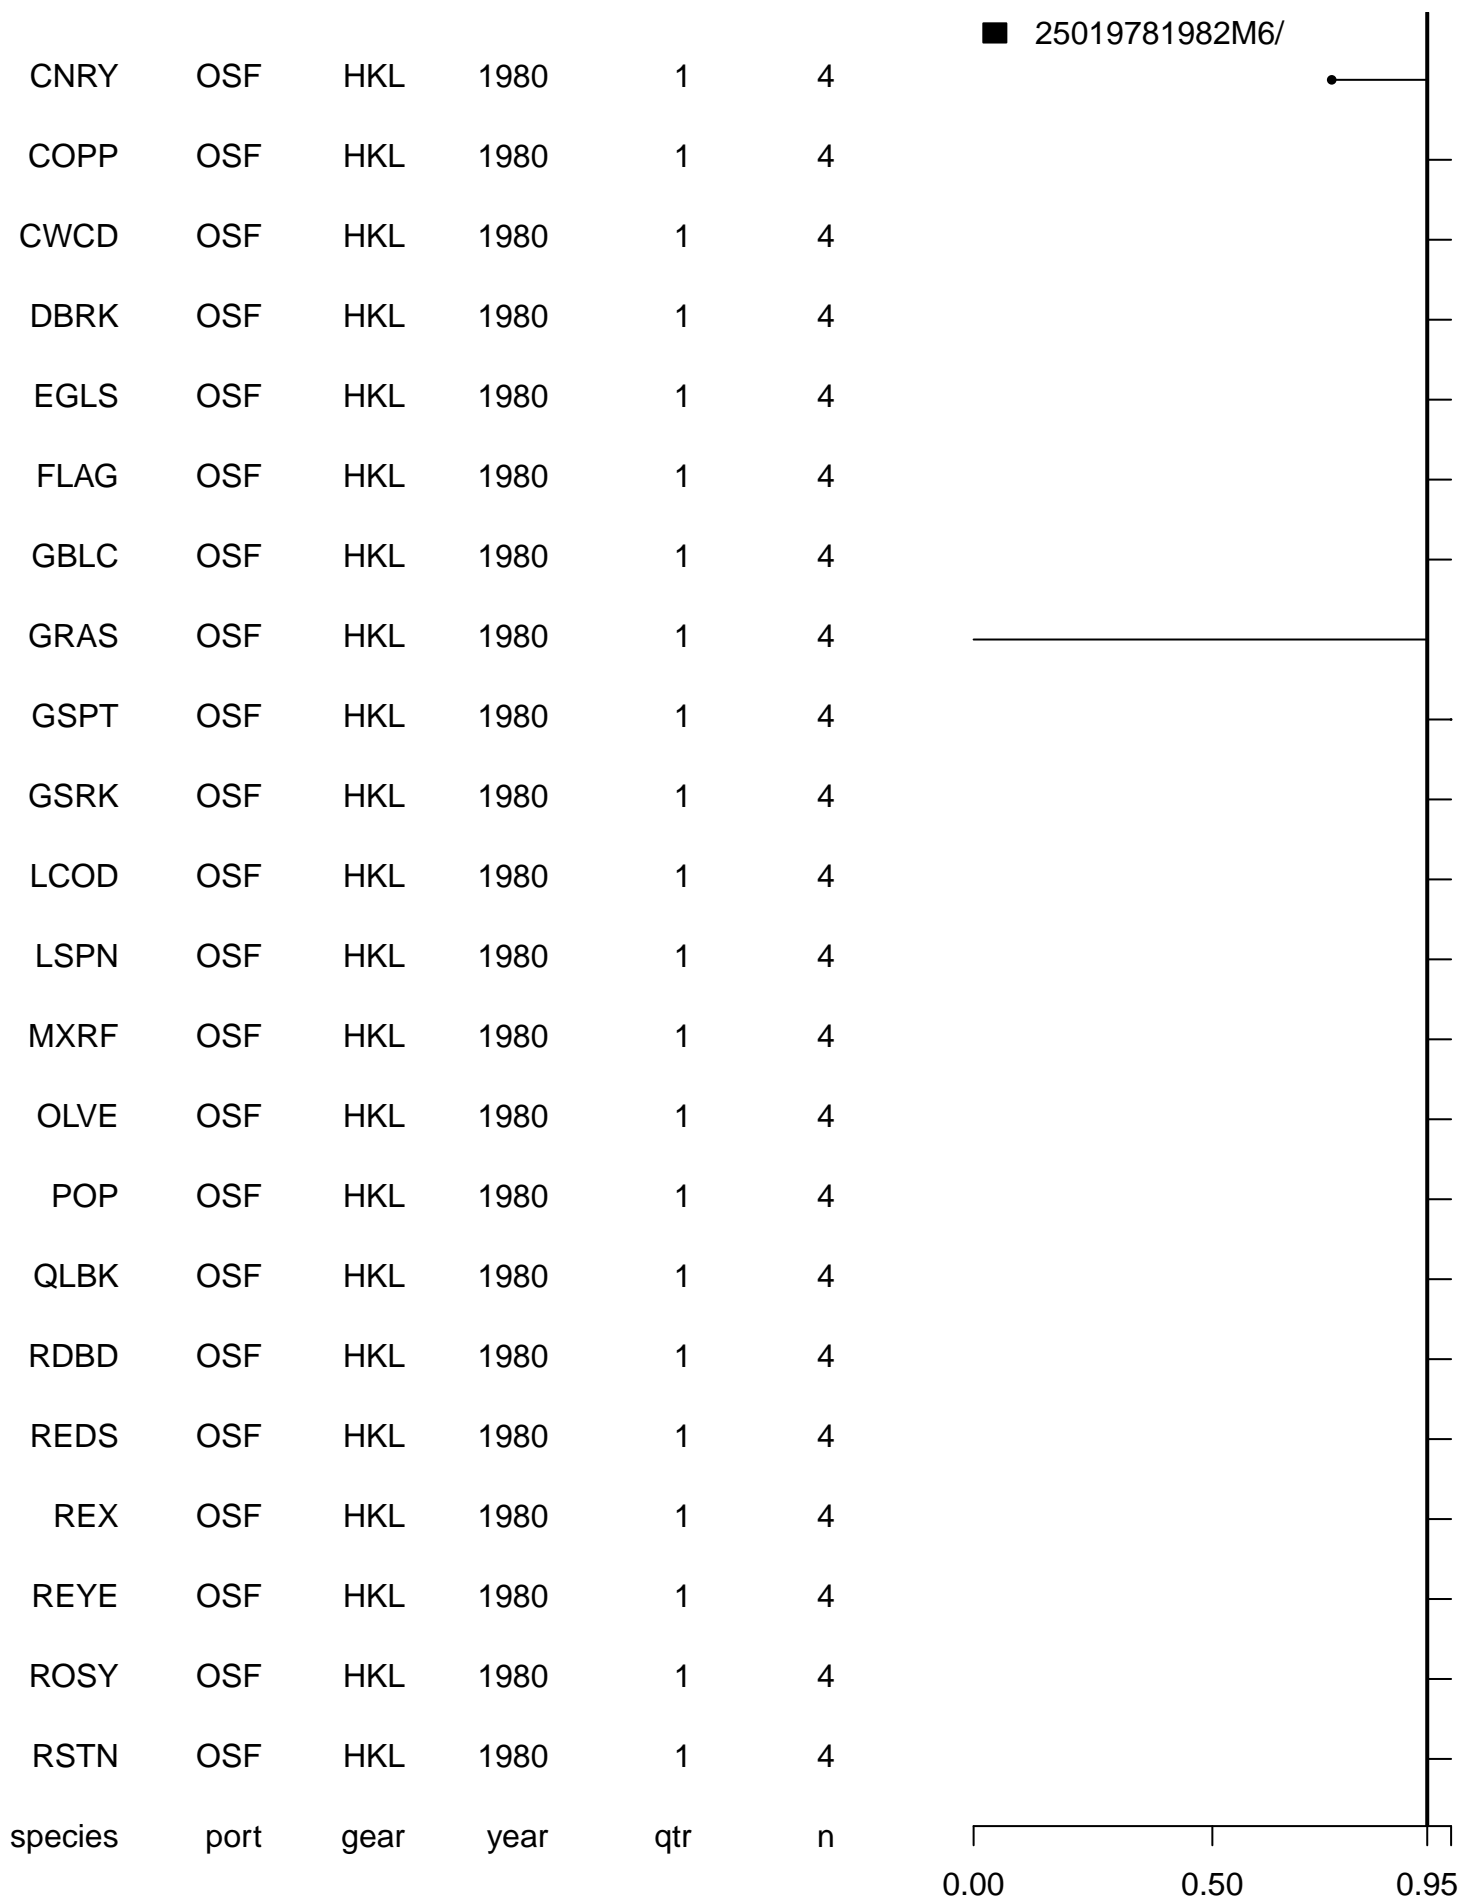 25019781982M6/
CNRY OSF HKL 1980 1 4
COPP OSF HKL 1980 1 4
CWCD OSF HKL 1980 1 4
DBRK OSF HKL 1980 1 4
EGLS OSF HKL 1980 1 4
FLAG OSF HKL 1980 1 4
GBLC OSF HKL 1980 1 4
GRAS OSF HKL 1980 1 4
GSPT OSF HKL 1980 1 4
GSRK OSF HKL 1980 1 4
LCOD OSF HKL 1980 1 4
LSPN OSF HKL 1980 1 4
MXRF OSF HKL 1980 1 4
OLVE OSF HKL 1980 1 4
POP OSF HKL 1980 1 4
QLBK OSF HKL 1980 1 4
RDBD OSF HKL 1980 1 4
REDS OSF HKL 1980 1 4
REX OSF HKL 1980 1 4
REYE OSF HKL 1980 1 4
ROSY OSF HKL 1980 1 4
RSTN OSF HKL 1980 1 4
species port gear year qtr n
0.00 0.50 0.95